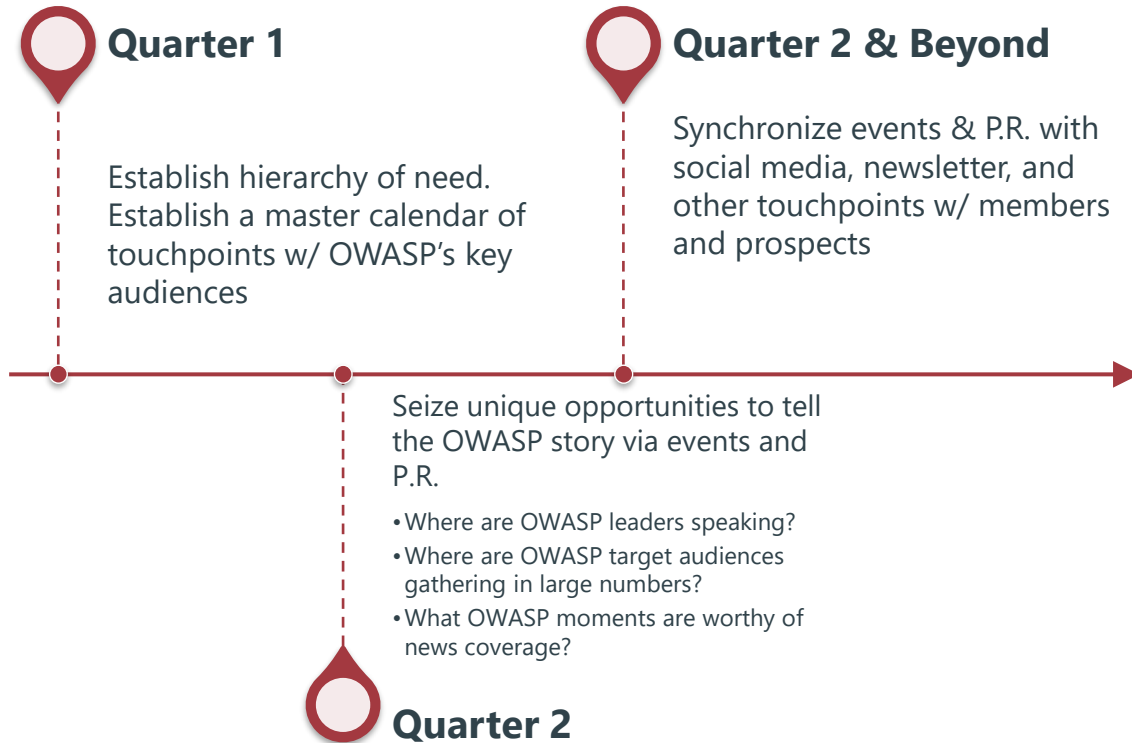 Quarter 1
Establish hierarchy of need.
Establish a master calendar of
touchpoints w/ OWASP’s key
audiences
Seize unique opportunities to tell
the OWASP story via events and
P.R.
•Where are OWASP leaders speaking?
•Where are OWASP target audiences
gathering in large numbers?
•What OWASP moments are worthy of
news coverage?
Quarter 2
Quarter 2 & Beyond
Synchronize events & P.R. with
social media, newsletter, and
other touchpoints w/ members
and prospects